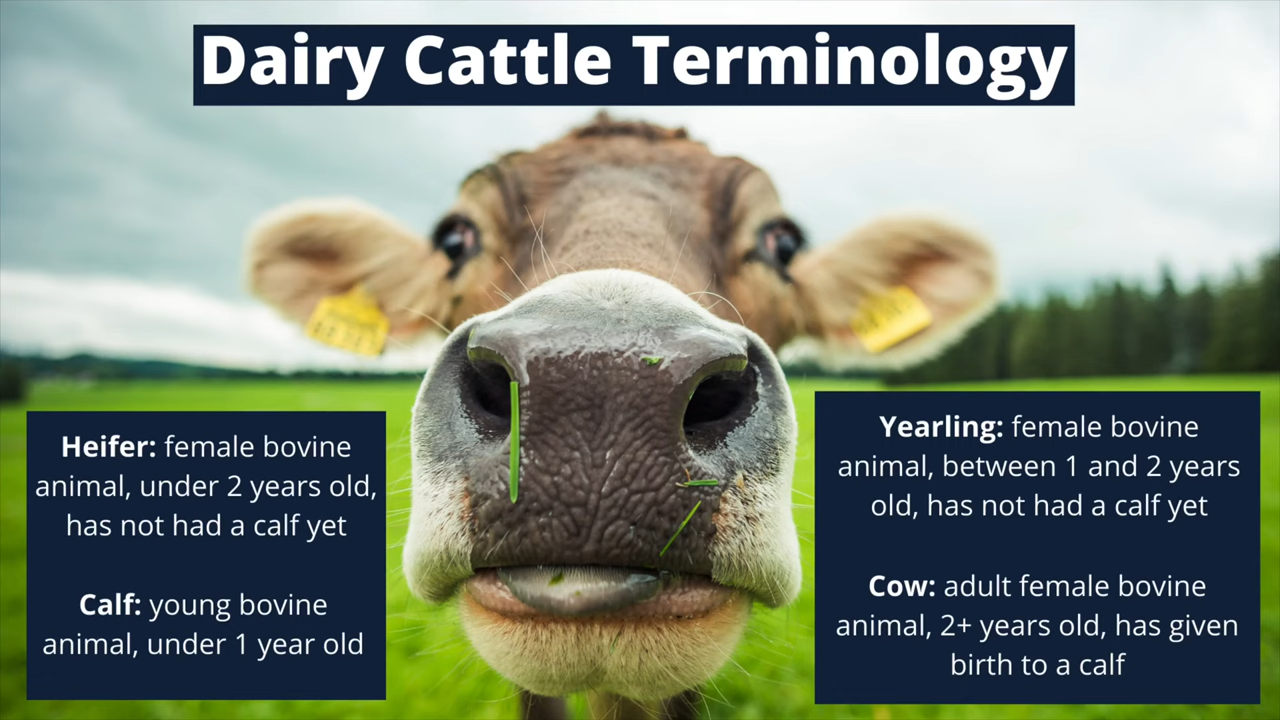 Dairy Cattle Terminology
Heifer: female bovine
animal, under 2 years old,
has not had a calf yet
Calf: young bovine
animal, under 1 year old
Yearling: female bovine
animal, between 1 and 2 years
old, has not had a calf yet
Cow: adult female bovine
animal, 2+ years old, has given
birth to a calf